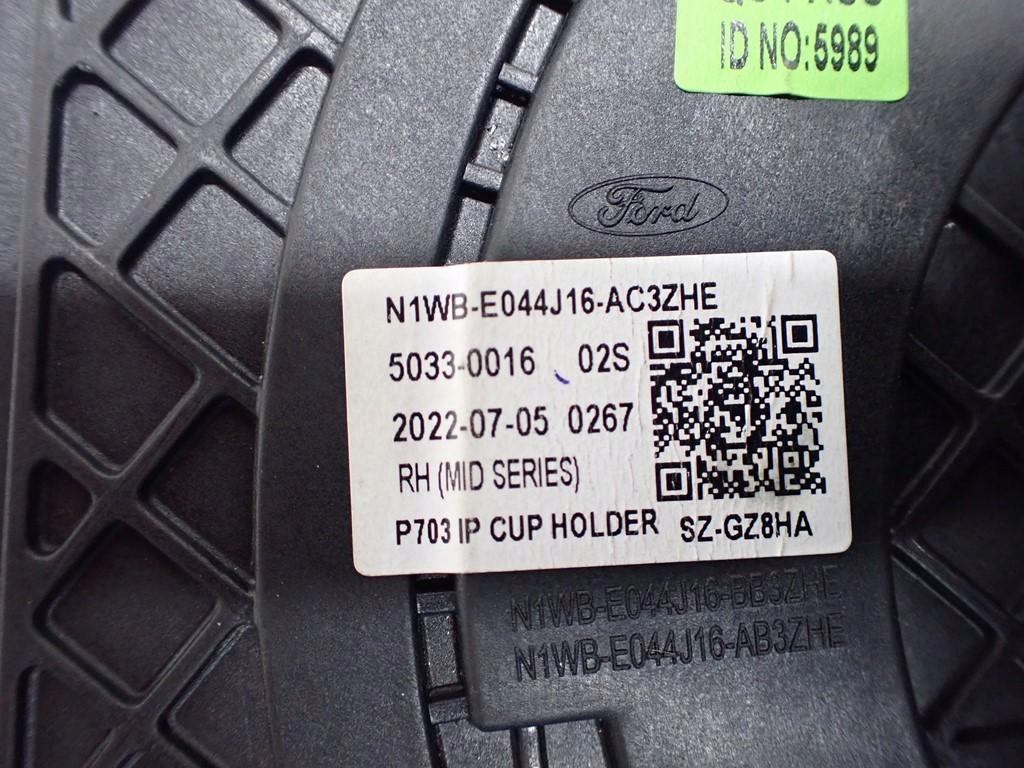 ID NO:5989
Ford
N1WB-E044J16-AC3ZHE
5033-0016 02S
2022-07-05 0267
RH (MID SERIES)
P703 IP CUP HOLDER SZ-GZ8HA
N1WB-E044J16-BB3ZHE
N1WB-E044J16-AB3ZHE